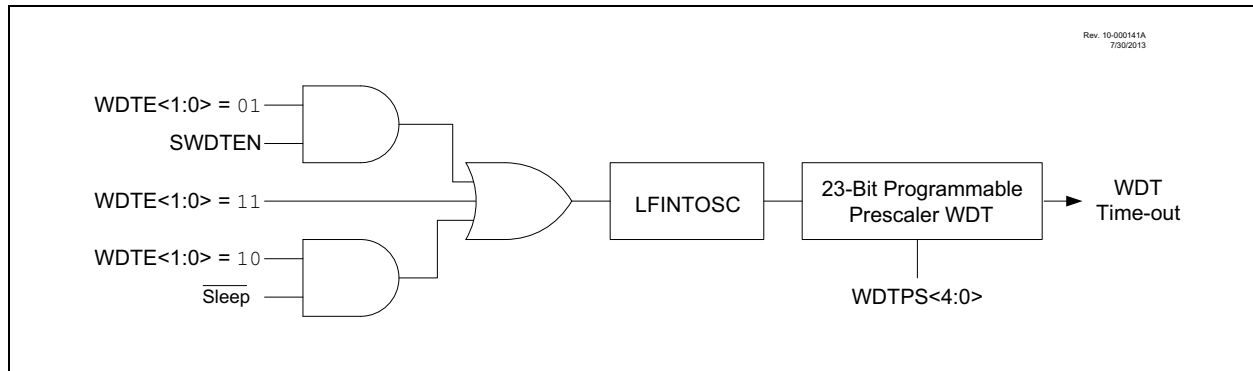 Rev. 10-000141A
7/30/2013
WDTE<1:0> = 01
SWDTEN
WDTE<1:0> = 11
WDTE<1:0> = 10
Sleep
LFINTOSC
23-Bit Programmable
Prescaler WDT
WDT
Time-out
WDTPS<4:0>